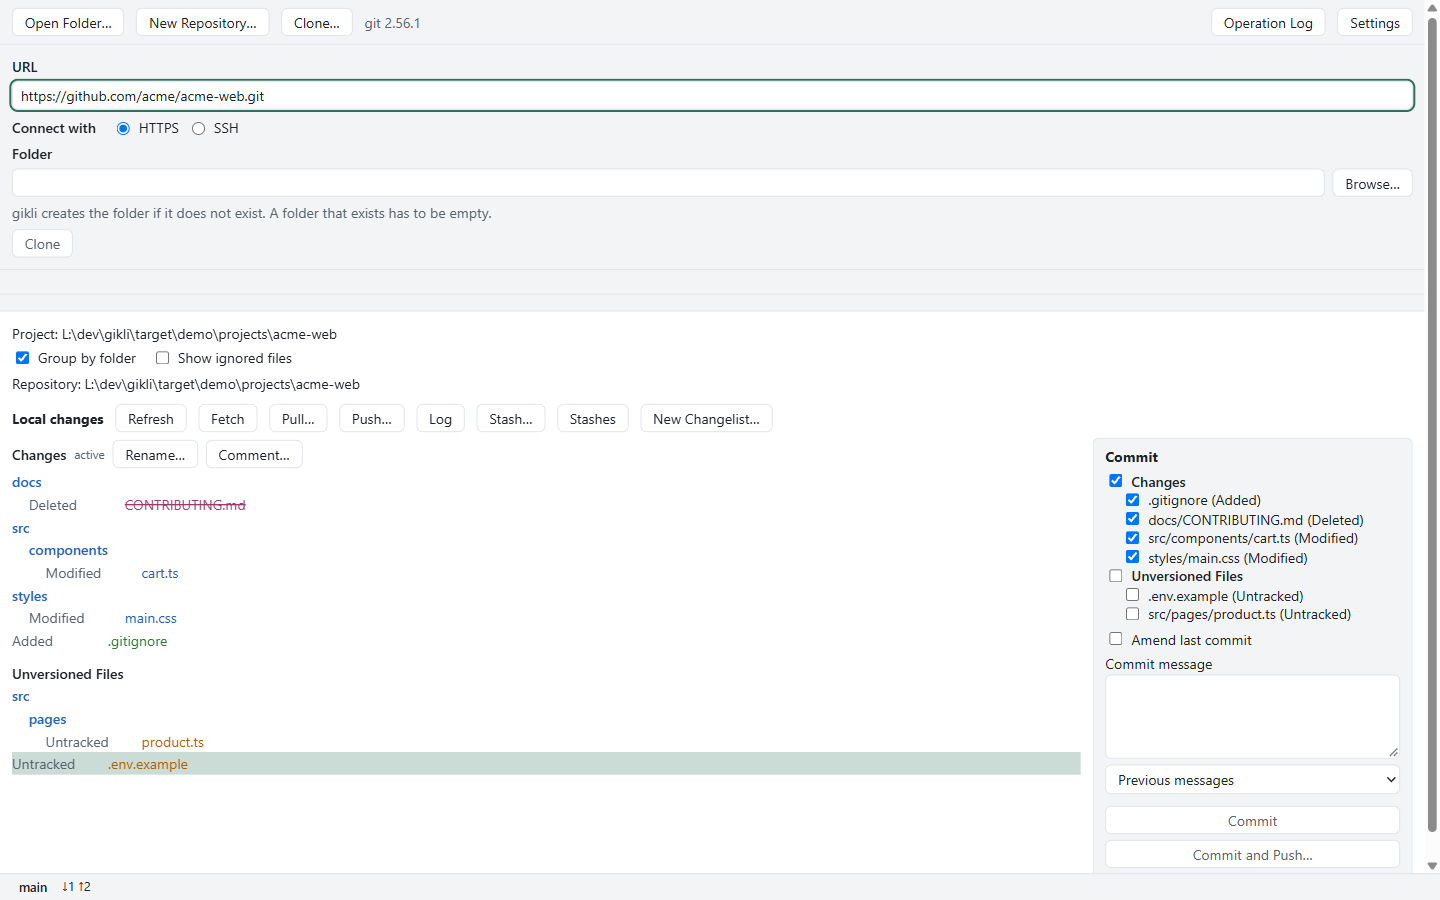 Open Folder... New Repository... Clone... git 2.56.1 Operation Log Settings
URL
https://github.com/acme/acme-web.git
Connect with HTTPS SSH
Folder
Browse...
gikli creates the folder if it does not exist. A folder that exists has to be empty.
Clone
Project: L:\dev\gikli\target\demo\projects\acme-web
Group by folder Show ignored files
Repository: L:\dev\gikli\target\demo\projects\acme-web
Local changes Refresh Fetch Pull... Push... Log Stash... Stashes New Changelist...
Changes active Rename... Comment...
docs
Deleted CONTRIBUTING.md
src
components
Modified cart.ts
styles
Modified main.css
Added .gitignore
Unversioned Files
src
pages
Untracked product.ts
Untracked .env.example
Commit
Changes
.gitignore (Added)
docs/CONTRIBUTING.md (Deleted)
src/components/cart.ts (Modified)
styles/main.css (Modified)
Unversioned Files
.env.example (Untracked)
src/pages/product.ts (Untracked)
Amend last commit
Commit message
Previous messages
Commit
Commit and Push...
main ↓1 ↑2